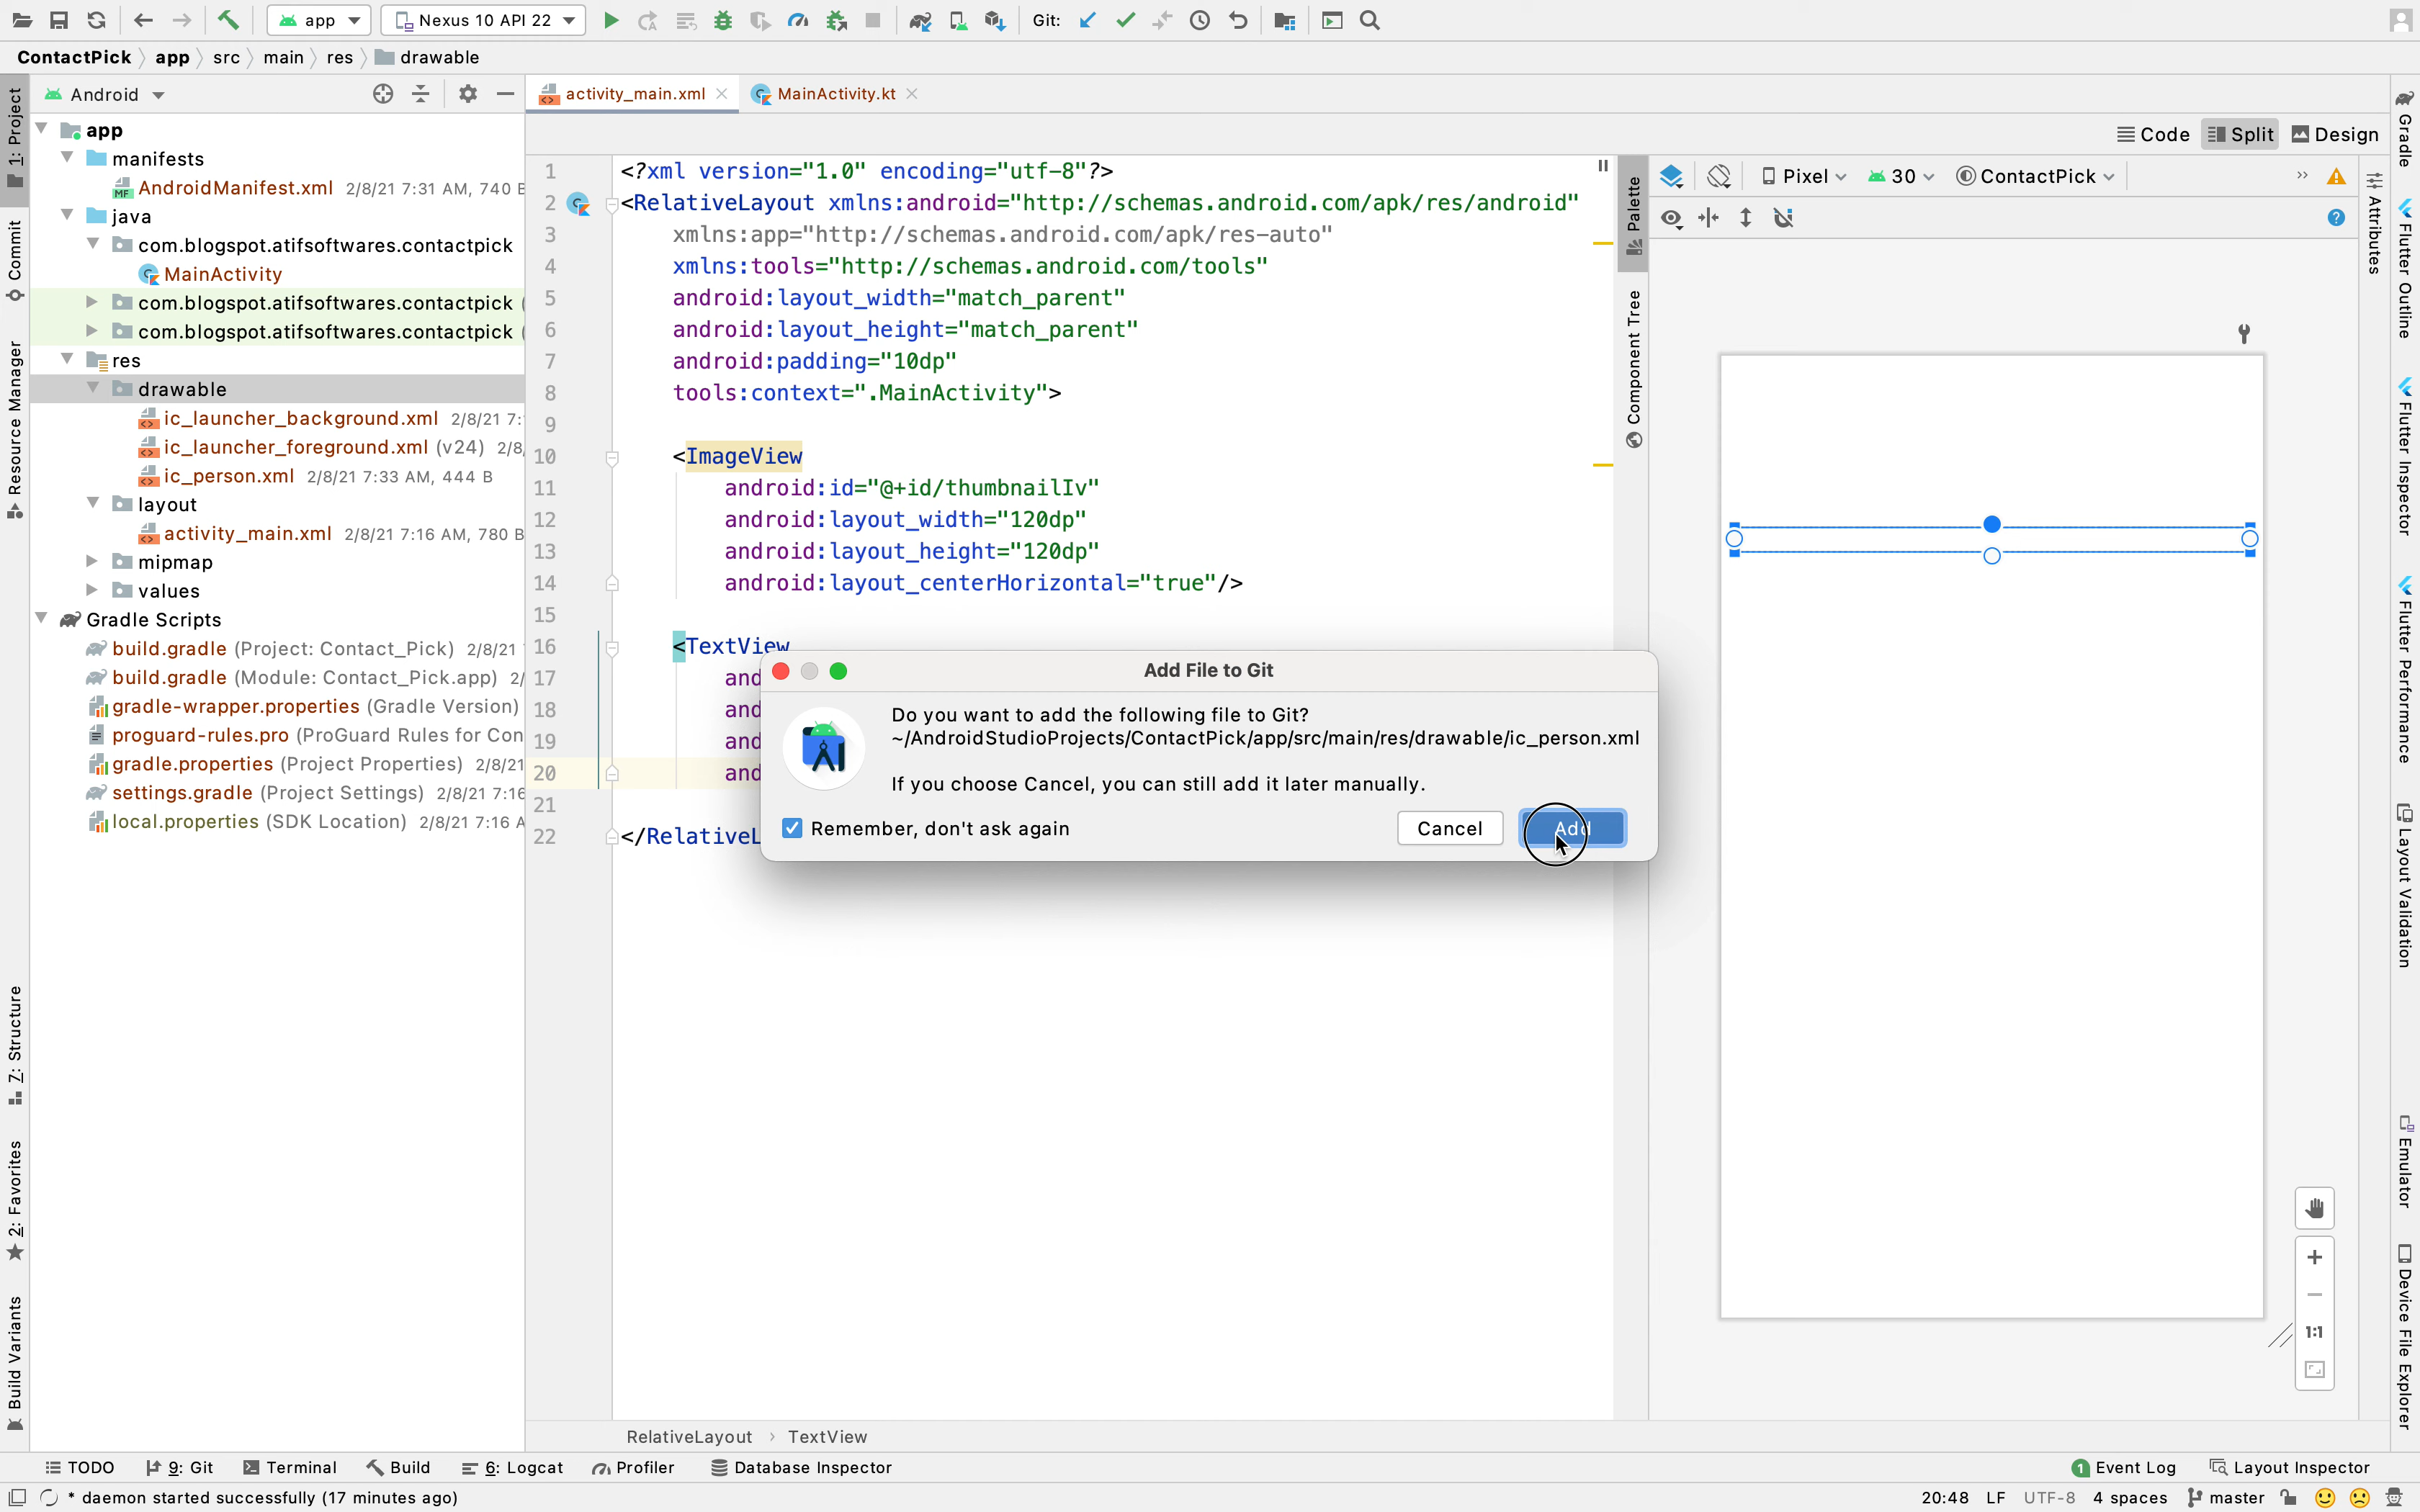 app
Nexus 10 API 22
Git:
ContactPick app src main res drawable
1: Project
Commit
Resource Manager
7: Structure
2: Favorites
Build Variants
Android
app
manifests
AndroidManifest.xml 2/8/21 7:31 AM, 740 B
java
com.blogspot.atifsoftwares.contactpick
MainActivity
com.blogspot.atifsoftwares.contactpick (
com.blogspot.atifsoftwares.contactpick (
res
drawable
ic_launcher_background.xml 2/8/21 7:
ic_launcher_foreground.xml (v24) 2/8,
ic_person.xml 2/8/21 7:33 AM, 444 B
layout
activity_main.xml 2/8/21 7:16 AM, 780 B
mipmap
values
Gradle Scripts
build.gradle (Project: Contact_Pick) 2/8/21
build.gradle (Module: Contact_Pick.app) 2/
gradle-wrapper.properties (Gradle Version)
proguard-rules.pro (ProGuard Rules for Con
gradle.properties (Project Properties) 2/8/21
settings.gradle (Project Settings) 2/8/21 7:16
local.properties (SDK Location) 2/8/21 7:16 A
activity_main.xml MainActivity.kt
Code Split Design
1 <?xml version="1.0" encoding="utf-8"?>
2 <RelativeLayout xmlns:android="http://schemas.android.com/apk/res/android"
3 xmlns:app="http://schemas.android.com/apk/res-auto"
4 xmlns:tools="http://schemas.android.com/tools"
5 android:layout_width="match_parent"
6 android:layout_height="match_parent"
7 android:padding="10dp"
8 tools:context=".MainActivity">
9
10 <ImageView
11 android:id="@+id/thumbnailIv"
12 android:layout_width="120dp"
13 android:layout_height="120dp"
14 android:layout_centerHorizontal="true"/>
15
16 <TextView
17 and
18 and
19 and
20 and
21
22 </RelativeL
Add File to Git
Do you want to add the following file to Git?
~/AndroidStudioProjects/ContactPick/app/src/main/res/drawable/ic_person.xml
If you choose Cancel, you can still add it later manually.
Remember, don't ask again
Cancel
Add
Palette
Component Tree
Pixel 30 ContactPick
Attributes
1:1
Gradle
Flutter Outline
Flutter Inspector
Flutter Performance
Layout Validation
Emulator
Device File Explorer
RelativeLayout TextView
TODO 9: Git Terminal Build 6: Logcat Profiler Database Inspector
1 Event Log Layout Inspector
* daemon started successfully (17 minutes ago)
20:48 LF UTF-8 4 spaces master